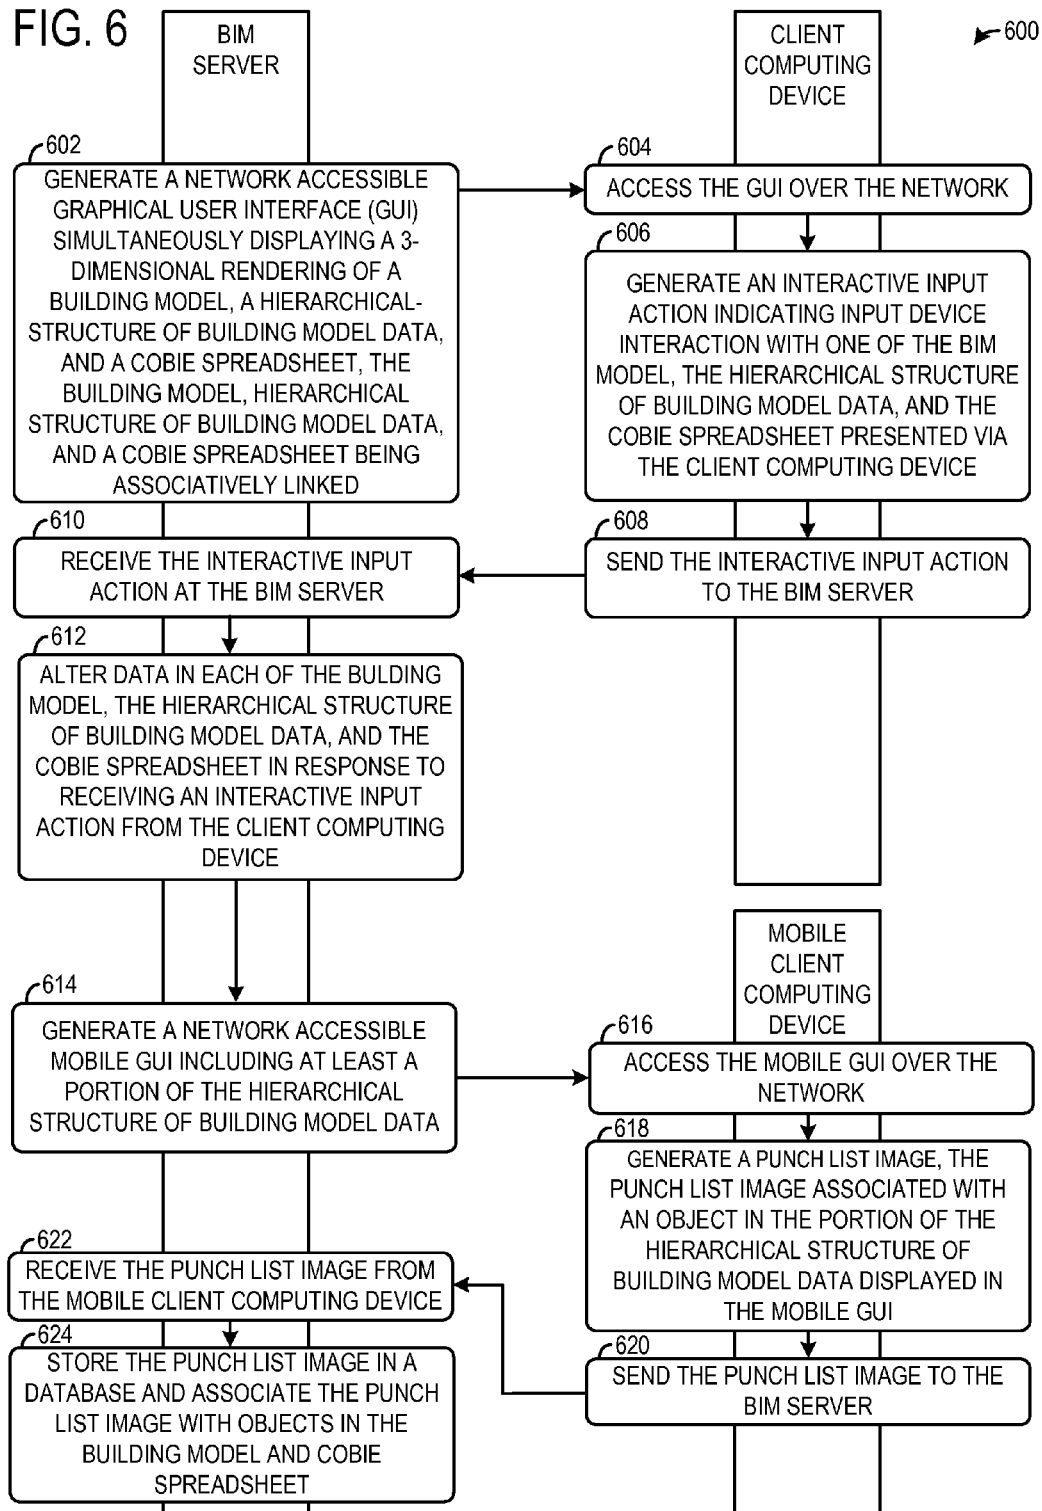 FIG. 6
BIM
SERVER
CLIENT
COMPUTING
DEVICE
600
602
GENERATE A NETWORK ACCESSIBLE
GRAPHICAL USER INTERFACE (GUI)
SIMULTANEOUSLY DISPLAYING A 3-
DIMENSIONAL RENDERING OF A
BUILDING MODEL, A HIERARCHICAL-
STRUCTURE OF BUILDING MODEL DATA,
AND A COBIE SPREADSHEET, THE
BUILDING MODEL, HIERARCHICAL
STRUCTURE OF BUILDING MODEL DATA,
AND A COBIE SPREADSHEET BEING
ASSOCIATIVELY LINKED
604
ACCESS THE GUI OVER THE NETWORK
606
GENERATE AN INTERACTIVE INPUT
ACTION INDICATING INPUT DEVICE
INTERACTION WITH ONE OF THE BIM
MODEL, THE HIERARCHICAL STRUCTURE
OF BUILDING MODEL DATA, AND THE
COBIE SPREADSHEET PRESENTED VIA
THE CLIENT COMPUTING DEVICE
608
SEND THE INTERACTIVE INPUT ACTION
TO THE BIM SERVER
610
RECEIVE THE INTERACTIVE INPUT
ACTION AT THE BIM SERVER
612
ALTER DATA IN EACH OF THE BULDING
MODEL, THE HIERARCHICAL STRUCTURE
OF BUILDING MODEL DATA, AND THE
COBIE SPREADSHEET IN RESPONSE TO
RECEIVING AN INTERACTIVE INPUT
ACTION FROM THE CLIENT COMPUTING
DEVICE
614
GENERATE A NETWORK ACCESSIBLE
MOBILE GUI INCLUDING AT LEAST A
PORTION OF THE HIERARCHICAL
STRUCTURE OF BUILDING MODEL DATA
MOBILE
CLIENT
COMPUTING
DEVICE
616
ACCESS THE MOBILE GUI OVER THE
NETWORK
618
GENERATE A PUNCH LIST IMAGE, THE
PUNCH LIST IMAGE ASSOCIATED WITH
AN OBJECT IN THE PORTION OF THE
HIERARCHICAL STRUCTURE OF
BUILDING MODEL DATA DISPLAYED IN
THE MOBILE GUI
620
SEND THE PUNCH LIST IMAGE TO THE
BIM SERVER
622
RECEIVE THE PUNCH LIST IMAGE FROM
THE MOBILE CLIENT COMPUTING DEVICE
624
STORE THE PUNCH LIST IMAGE IN A
DATABASE AND ASSOCIATE THE PUNCH
LIST IMAGE WITH OBJECTS IN THE
BUILDING MODEL AND COBIE
SPREADSHEET